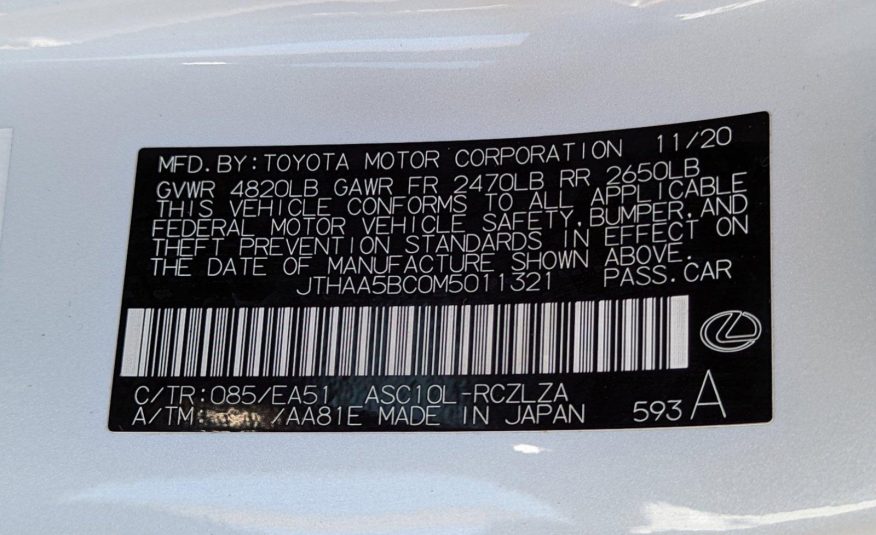 MFD. BY: TOYOTA MOTOR CORPORATION 11/20
GVWR 4820LB GAWR FR 2470LB RR 2650LB
THIS VEHICLE CONFORMS TO ALL APPLICABLE
FEDERAL MOTOR VEHICLE SAFETY, BUMPER, AND
THEFT PREVENTION STANDARDS IN EFFECT ON
THE DATE OF MANUFACTURE SHOWN ABOVE.
JTHAA5BC0M5011321 PASS. CAR
C/TR: 085/EA51 ASC10L-RCZLZA
A/TM: /AA81E MADE IN JAPAN 593 A